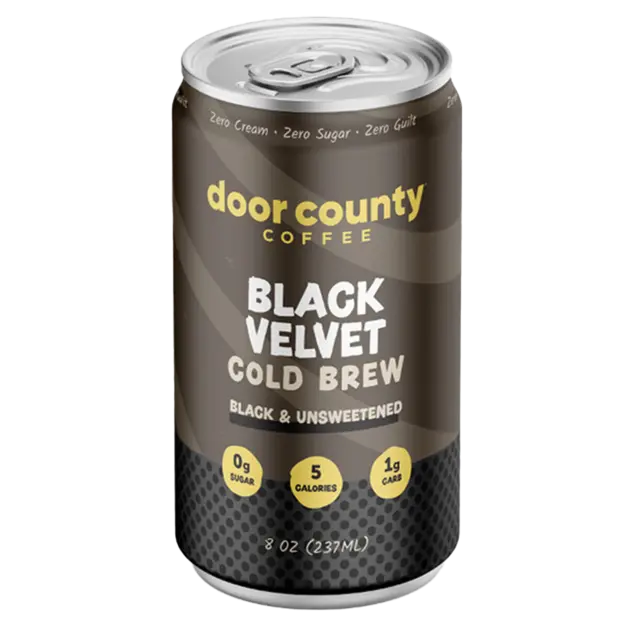 Zero Cream · Zero Sugar · Zero Guilt
door county
COFFEE
BLACK
VELVET
COLD BREW
BLACK & UNSWEETENED
0g
SUGAR
5
CALORIES
1g
CARB
8 OZ (237ML)